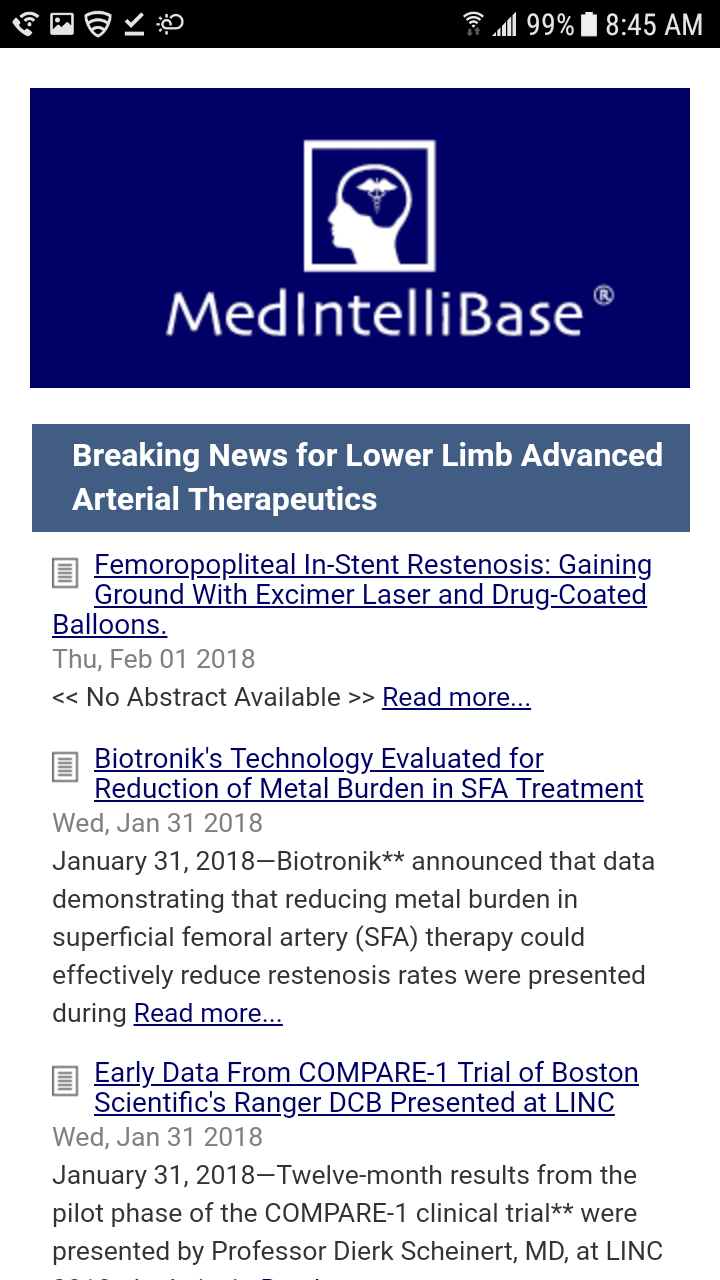 99% 8:45 AM
MedIntelliBase®
Breaking News for Lower Limb Advanced
Arterial Therapeutics
Femoropopliteal In-Stent Restenosis: Gaining
Ground With Excimer Laser and Drug-Coated
Balloons.
Thu, Feb 01 2018
<< No Abstract Available >> Read more...
Biotronik's Technology Evaluated for
Reduction of Metal Burden in SFA Treatment
Wed, Jan 31 2018
January 31, 2018—Biotronik** announced that data
demonstrating that reducing metal burden in
superficial femoral artery (SFA) therapy could
effectively reduce restenosis rates were presented
during Read more...
Early Data From COMPARE-1 Trial of Boston
Scientific's Ranger DCB Presented at LINC
Wed, Jan 31 2018
January 31, 2018—Twelve-month results from the
pilot phase of the COMPARE-1 clinical trial** were
presented by Professor Dierk Scheinert, MD, at LINC